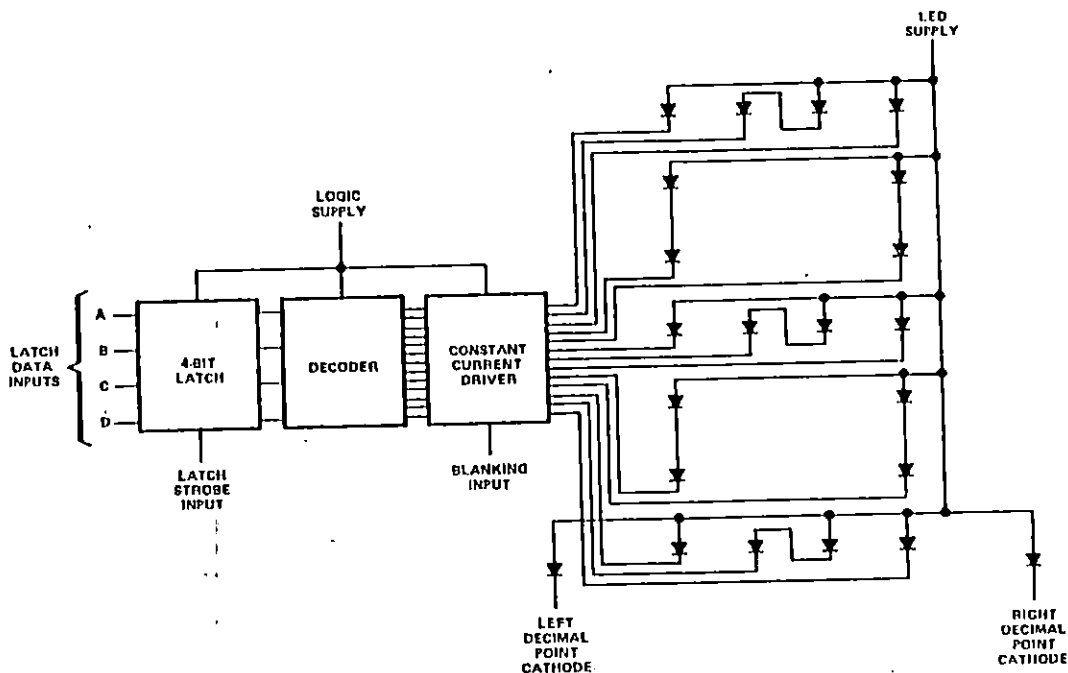 LED
SUPPLY
LOGIC
SUPPLY
LATCH
DATA
INPUTS
A
B
C
D
4-BIT
LATCH
DECODER
CONSTANT
CURRENT
DRIVER
LATCH
STROBE
INPUT
BLANKING
INPUT
LEFT
DECIMAL
POINT
CATHODE
RIGHT
DECIMAL
POINT
CATHODE